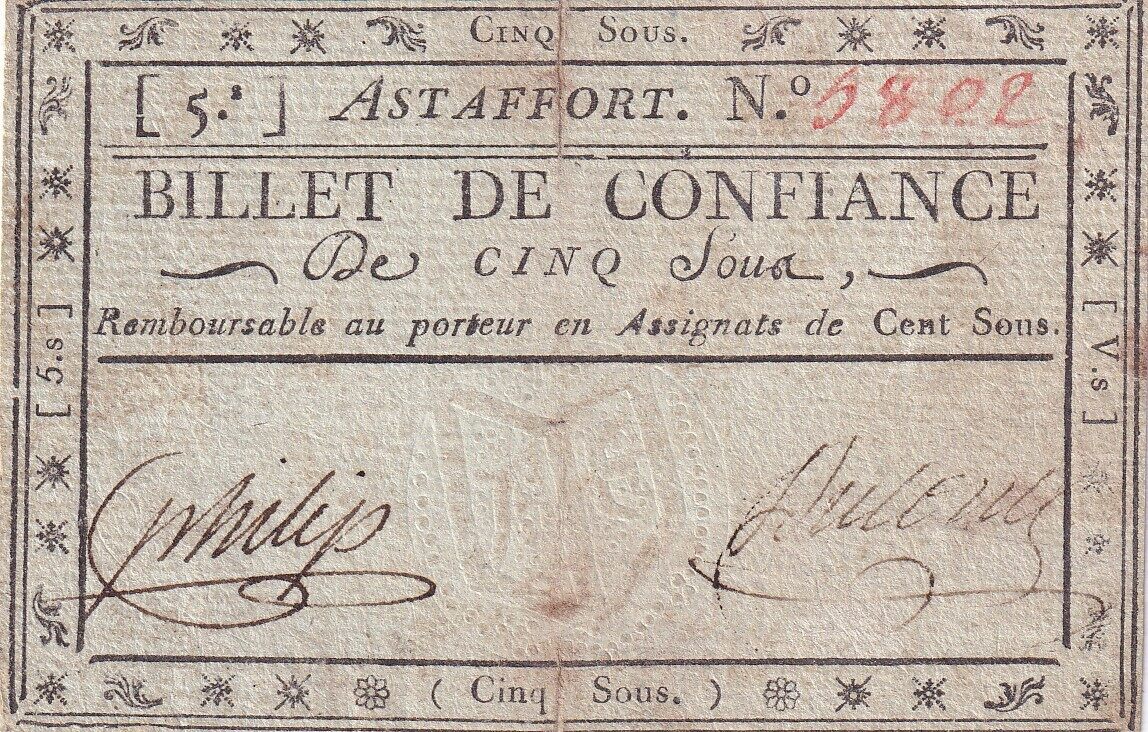 CINQ SOUS.
[ 5.s ] ASTAFFORT. N.o 5802
BILLET DE CONFIANCE
De CINQ Sous,
Remboursable au porteur en Assignats de Cent Sous.
[ 5.s ]
[ V.s ]
philip
( Cinq Sous. )